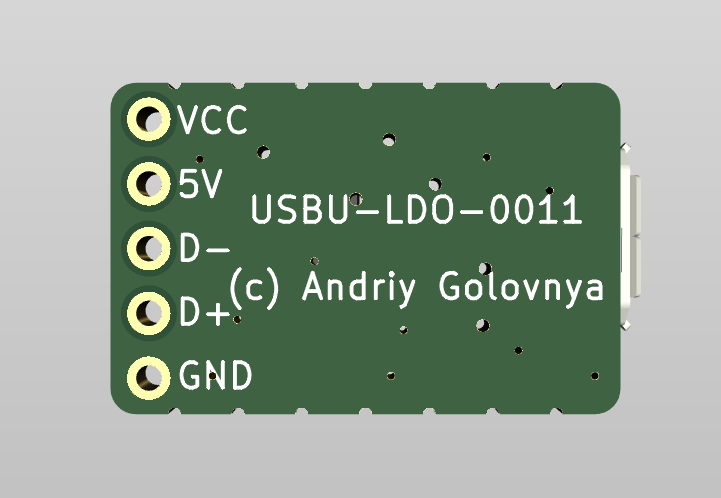 VCC
5V
USBU-LDO-0011
D-
(c) Andriy Golovnya
D+
GND